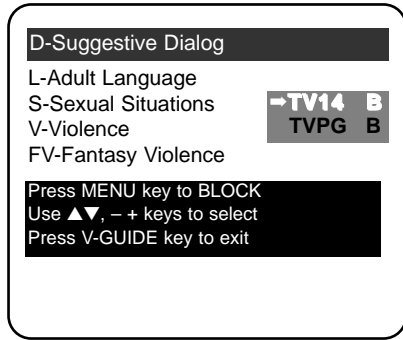 D-Suggestive Dialog
L-Adult Language
S-Sexual Situations
➡TV14 B
V-Violence
TVPG B
FV-Fantasy Violence
Press MENU key to BLOCK
Use ▲▼, – + keys to select
Press V-GUIDE key to exit